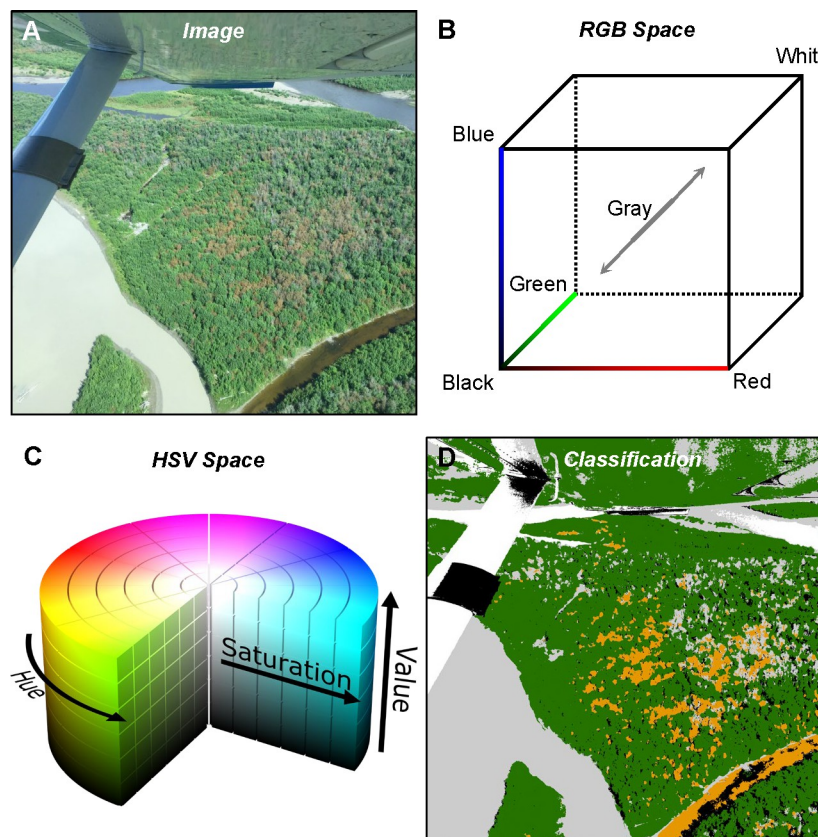 A
Image
B
RGB Space
Whit
Blue
Gray
Green
Black
Red
C
HSV Space
Hue
Saturation
Value
D
Classification